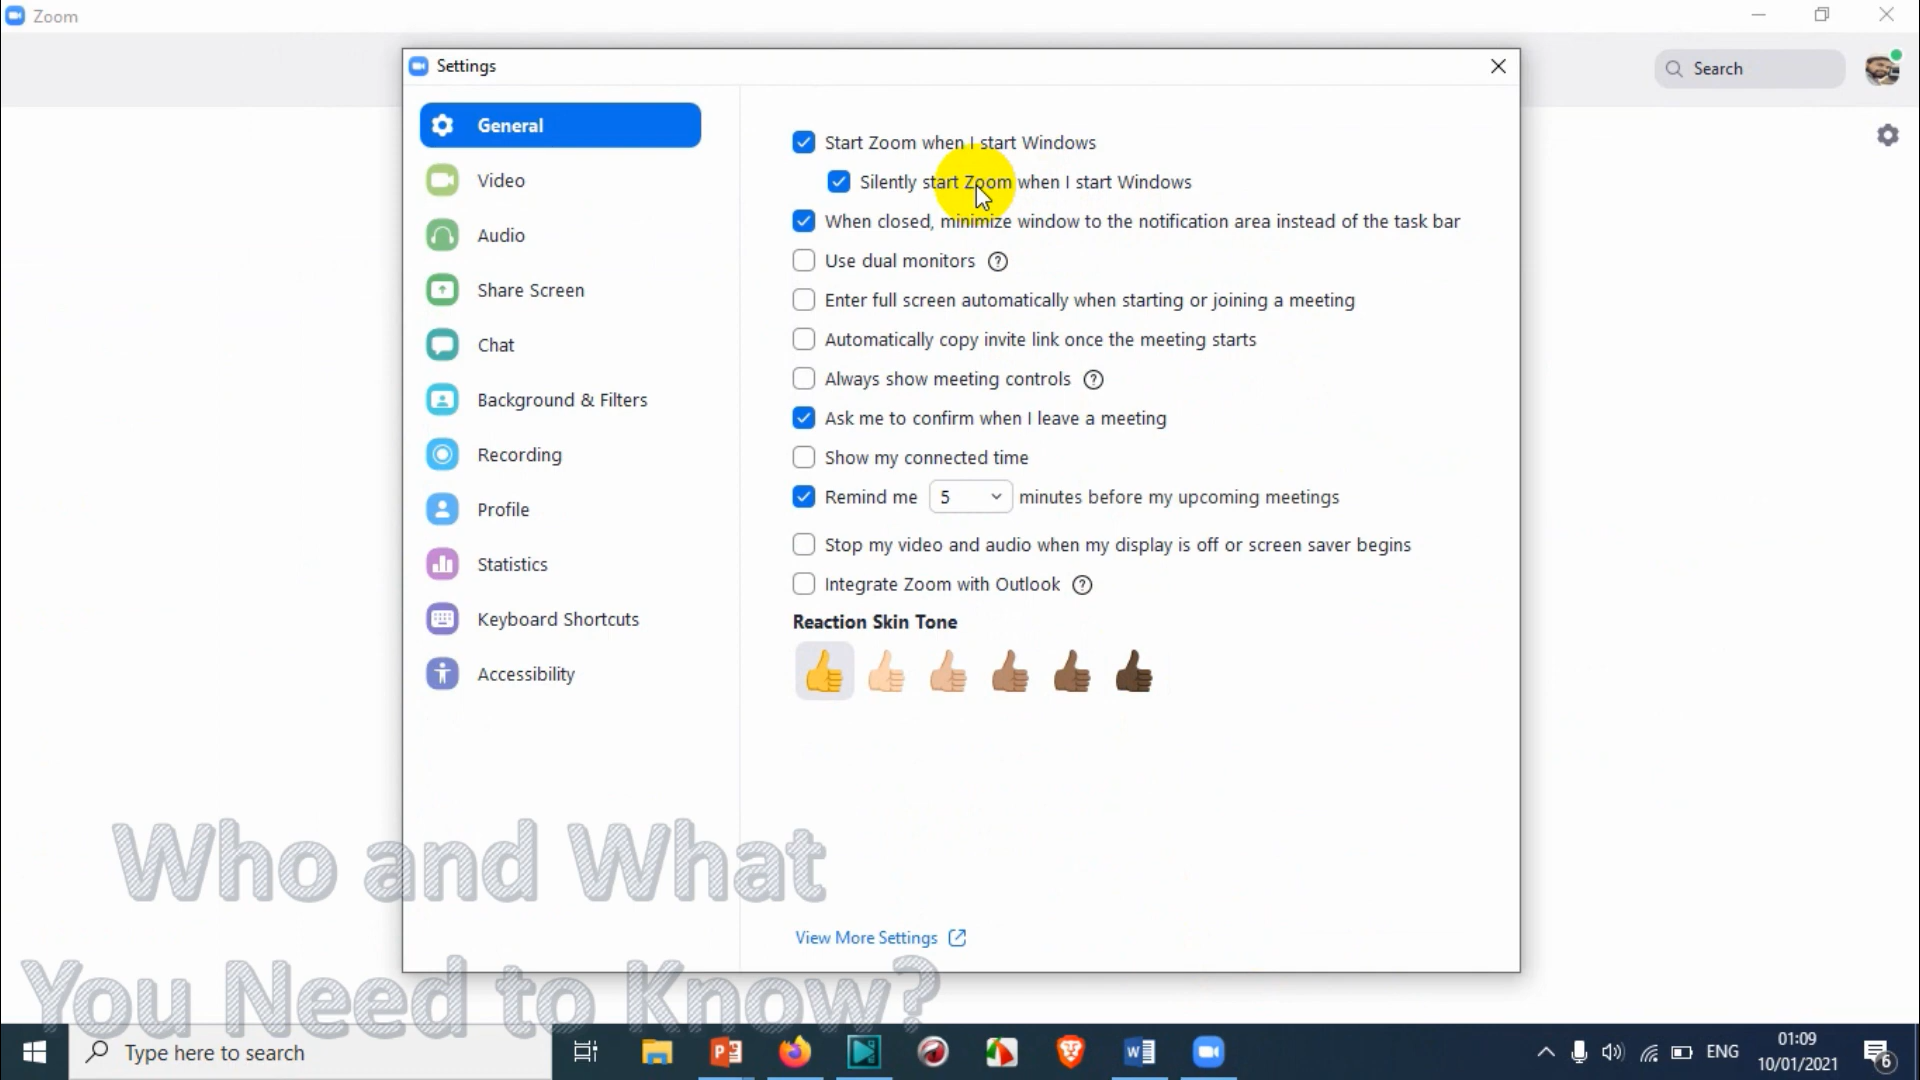 Zoom
Search
Settings
General
Video
Audio
Share Screen
Chat
Background & Filters
Recording
Profile
Statistics
Keyboard Shortcuts
Accessibility
Start Zoom when I start Windows
Silently start Zoom when I start Windows
When closed, minimize window to the notification area instead of the task bar
Use dual monitors ?
Enter full screen automatically when starting or joining a meeting
Automatically copy invite link once the meeting starts
Always show meeting controls ?
Ask me to confirm when I leave a meeting
Show my connected time
Remind me 5 minutes before my upcoming meetings
Stop my video and audio when my display is off or screen saver begins
Integrate Zoom with Outlook ?
Reaction Skin Tone
View More Settings
Who and What
You Need to Know?
Type here to search
ENG
01:09
10/01/2021
6